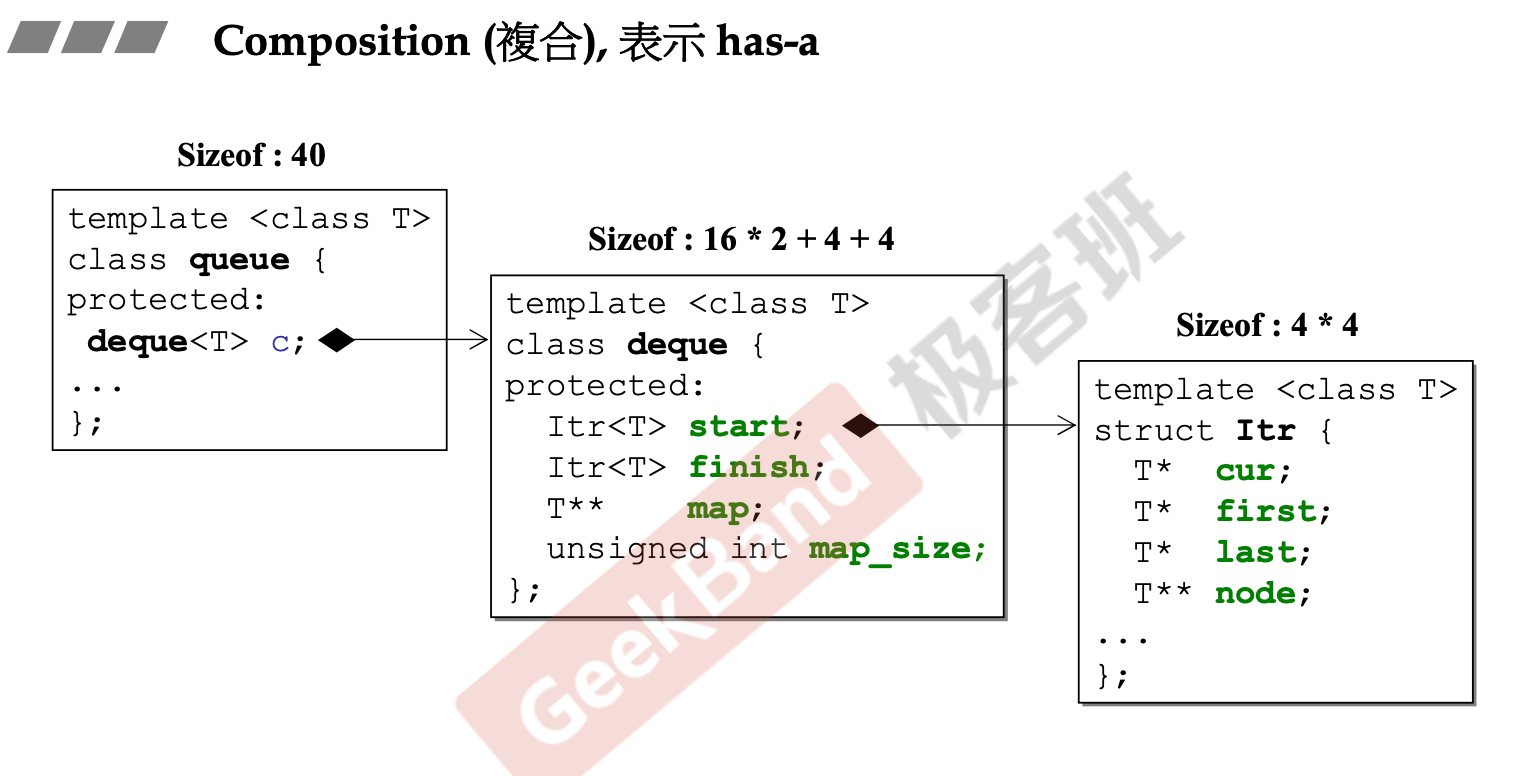 Composition (複合), 表示 has-a
Sizeof : 40
template <class T>
class queue {
protected:
deque<T> c;
...
};
Sizeof : 16 * 2 + 4 + 4
template <class T>
class deque {
protected:
Itr<T> start;
Itr<T> finish;
T** map;
unsigned int map_size;
};
Sizeof : 4 * 4
template <class T>
struct Itr {
T* cur;
T* first;
T* last;
T** node;
...
};
GeekBand 极客班